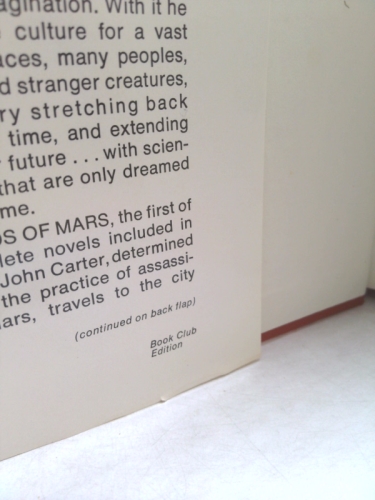 agination. With it he
culture for a vast
aces, many peoples,
d stranger creatures,
ry stretching back
time, and extending
future ... with scien-
that are only dreamed
me.
OS OF MARS, the first of
lete novels included in
John Carter, determined
the practice of assassi-
ars, travels to the city
(continued on back flap)
Book Club
Edition